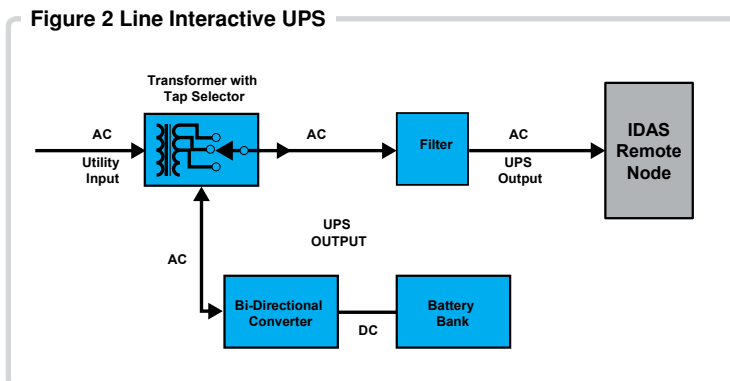 Figure 2 Line Interactive UPS
Transformer with
Tap Selector
AC
Utility
Input
AC
Filter
AC
UPS
Output
IDAS
Remote
Node
UPS
OUTPUT
AC
Bi-Directional
Converter
DC
Battery
Bank